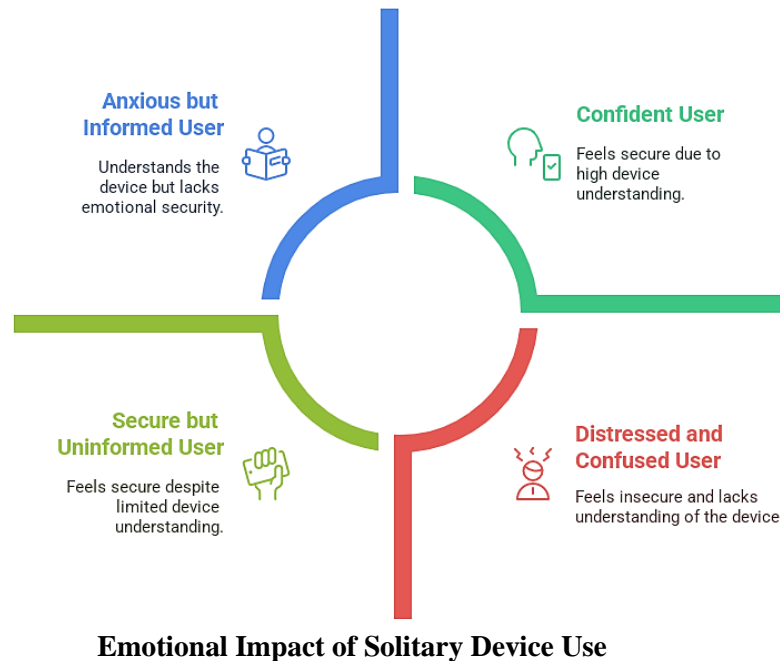 Anxious but
Informed User
Understands the
device but lacks
emotional security.
Confident User
Feels secure due to
high device
understanding.
Secure but
Uninformed User
Feels secure despite
limited device
understanding.
Distressed and
Confused User
Feels insecure and lacks
understanding of the device
Emotional Impact of Solitary Device Use